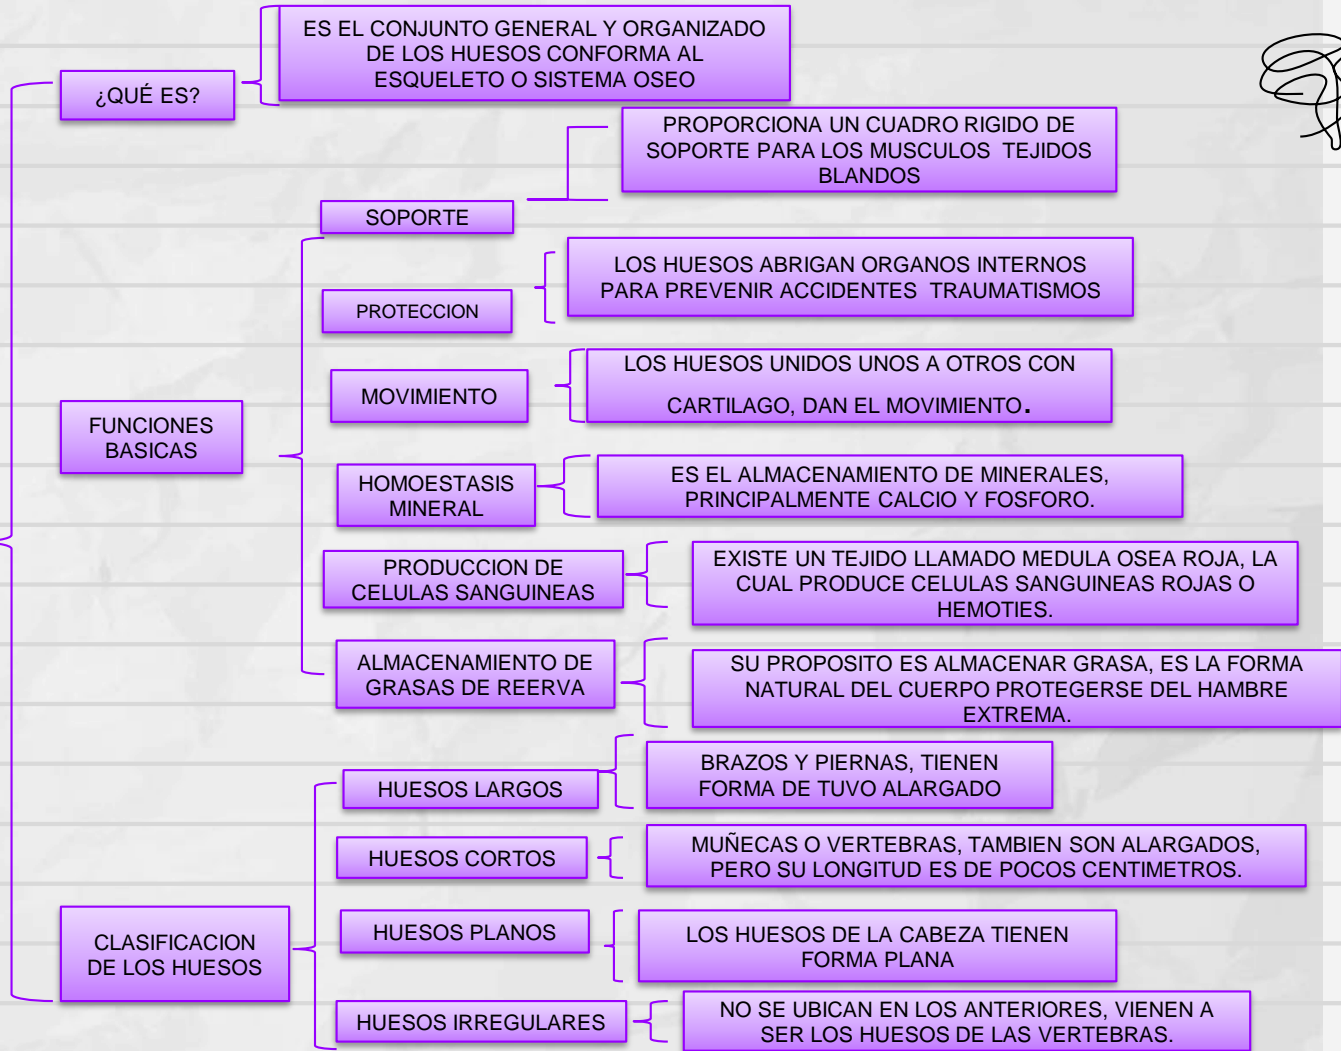 ¿QUÉ ES?
ES EL CONJUNTO GENERAL Y ORGANIZADO
DE LOS HUESOS CONFORMA AL
ESQUELETO O SISTEMA OSEO
FUNCIONES
BASICAS
SOPORTE
PROPORCIONA UN CUADRO RIGIDO DE
SOPORTE PARA LOS MUSCULOS TEJIDOS
BLANDOS
PROTECCION
LOS HUESOS ABRIGAN ORGANOS INTERNOS
PARA PREVENIR ACCIDENTES TRAUMATISMOS
MOVIMIENTO
LOS HUESOS UNIDOS UNOS A OTROS CON
CARTILAGO, DAN EL MOVIMIENTO.
HOMOESTASIS
MINERAL
ES EL ALMACENAMIENTO DE MINERALES,
PRINCIPALMENTE CALCIO Y FOSFORO.
PRODUCCION DE
CELULAS SANGUINEAS
EXISTE UN TEJIDO LLAMADO MEDULA OSEA ROJA, LA
CUAL PRODUCE CELULAS SANGUINEAS ROJAS O
HEMOTIES.
ALMACENAMIENTO DE
GRASAS DE REERVA
SU PROPOSITO ES ALMACENAR GRASA, ES LA FORMA
NATURAL DEL CUERPO PROTEGERSE DEL HAMBRE
EXTREMA.
CLASIFICACION
DE LOS HUESOS
HUESOS LARGOS
BRAZOS Y PIERNAS, TIENEN
FORMA DE TUVO ALARGADO
HUESOS CORTOS
MUÑECAS O VERTEBRAS, TAMBIEN SON ALARGADOS,
PERO SU LONGITUD ES DE POCOS CENTIMETROS.
HUESOS PLANOS
LOS HUESOS DE LA CABEZA TIENEN
FORMA PLANA
HUESOS IRREGULARES
NO SE UBICAN EN LOS ANTERIORES, VIENEN A
SER LOS HUESOS DE LAS VERTEBRAS.